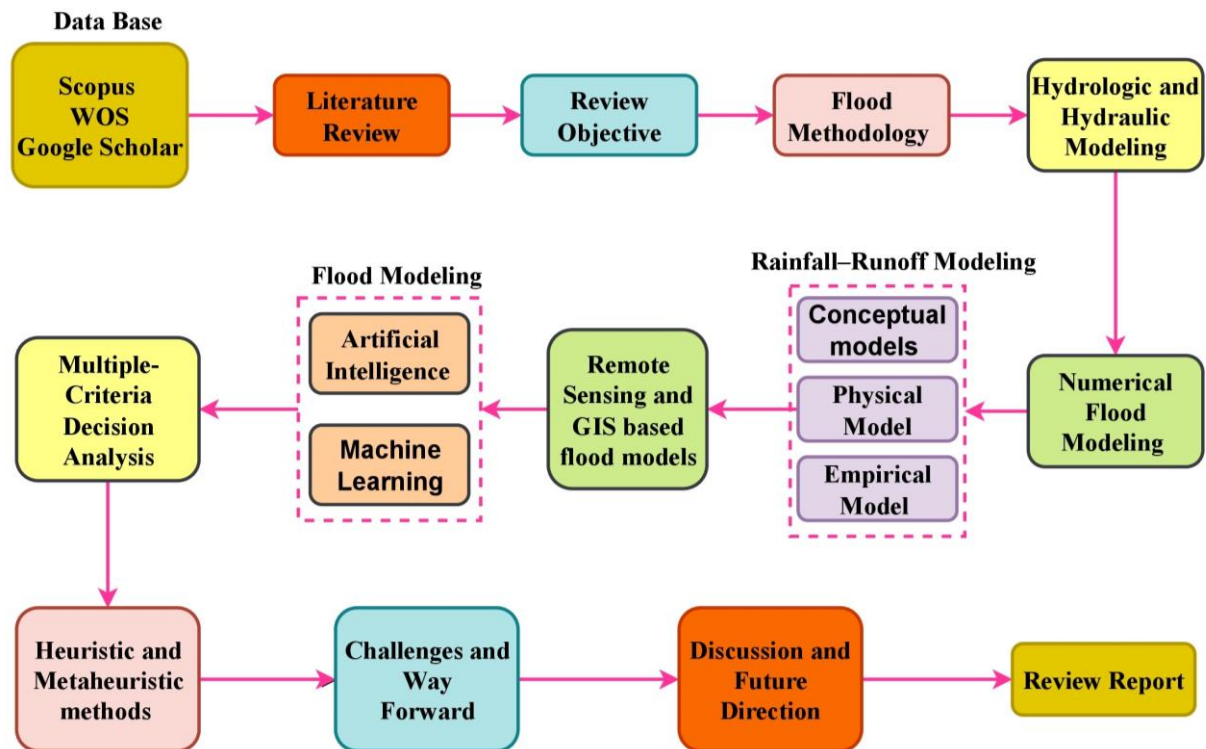 Data Base
Scopus
WOS
Google Scholar
Literature
Review
Review
Objective
Flood
Methodology
Hydrologic and
Hydraulic
Modeling
Numerical
Flood
Modeling
Rainfall–Runoff Modeling
Conceptual
models
Physical
Model
Empirical
Model
Remote
Sensing and
GIS based
flood models
Flood Modeling
Artificial
Intelligence
Machine
Learning
Multiple-
Criteria
Decision
Analysis
Heuristic and
Metaheuristic
methods
Challenges and
Way
Forward
Discussion and
Future
Direction
Review Report